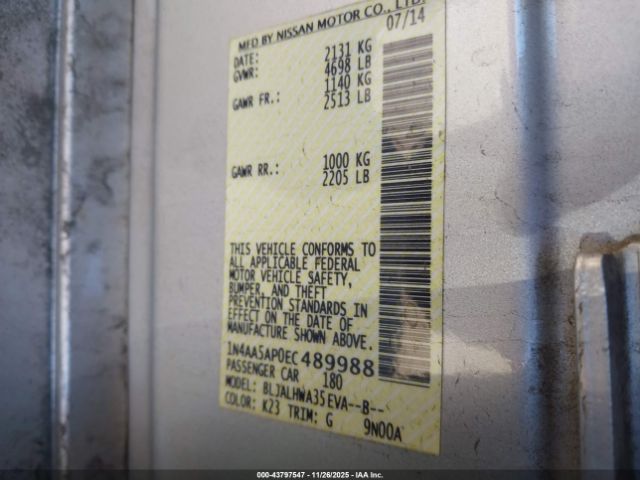 MFD BY NISSAN MOTOR CO., LTD.
DATE: 07/14
GVWR: 2131 KG
4698 LB
GAWR FR.: 1140 KG
2513 LB
GAWR RR.: 1000 KG
2205 LB
THIS VEHICLE CONFORMS TO
ALL APPLICABLE FEDERAL
MOTOR VEHICLE SAFETY,
BUMPER, AND THEFT
PREVENTION STANDARDS IN
EFFECT ON THE DATE OF
MANUFACTURE SHOWN ABOVE.
1N4AA5AP0EC489988
PASSENGER CAR 180
MODEL: BLJALHWA35EVA--B--
COLOR: K23 TRIM: G 9N00A
000-43797547 - 11/26/2025 - IAAI Inc.